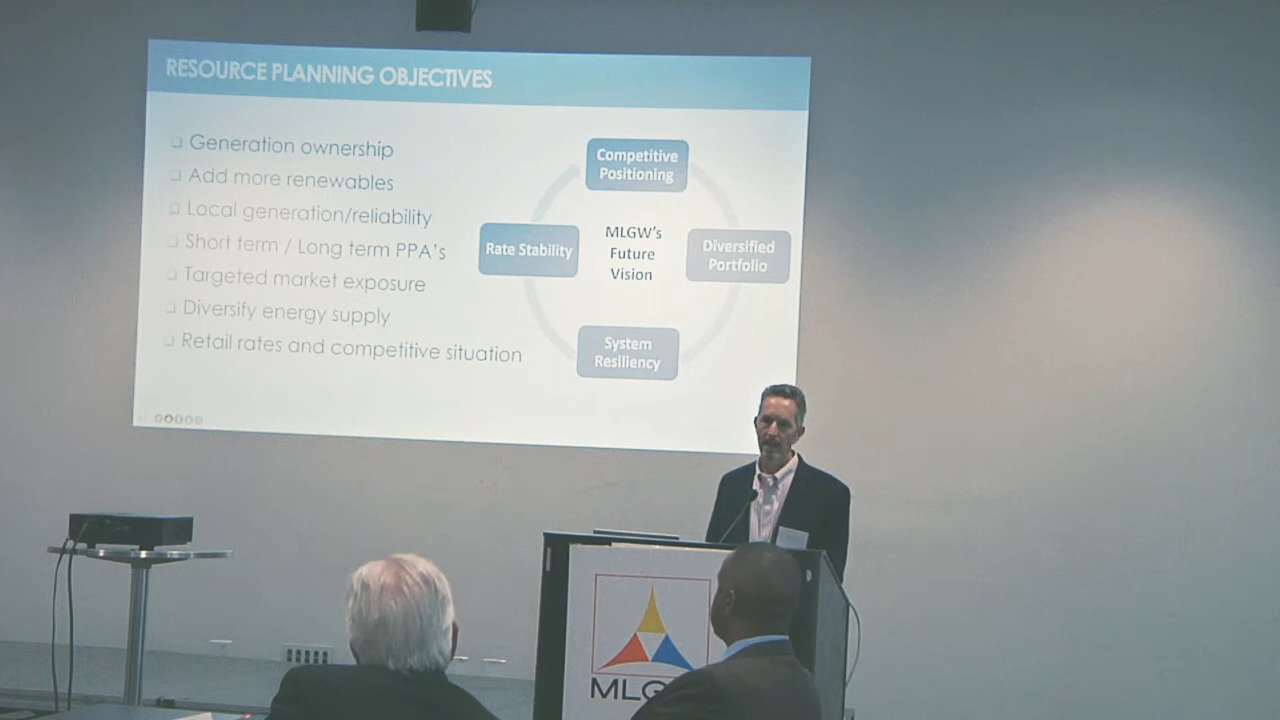 RESOURCE PLANNING OBJECTIVES
Generation ownership
Add more renewables
Local generation/reliability
Short term / Long term PPA's
Targeted market exposure
Diversify energy supply
Retail rates and competitive situation
Competitive
Positioning
Rate Stability
MLGW's
Future
Vision
Diversified
Portfolio
System
Resiliency
MLG